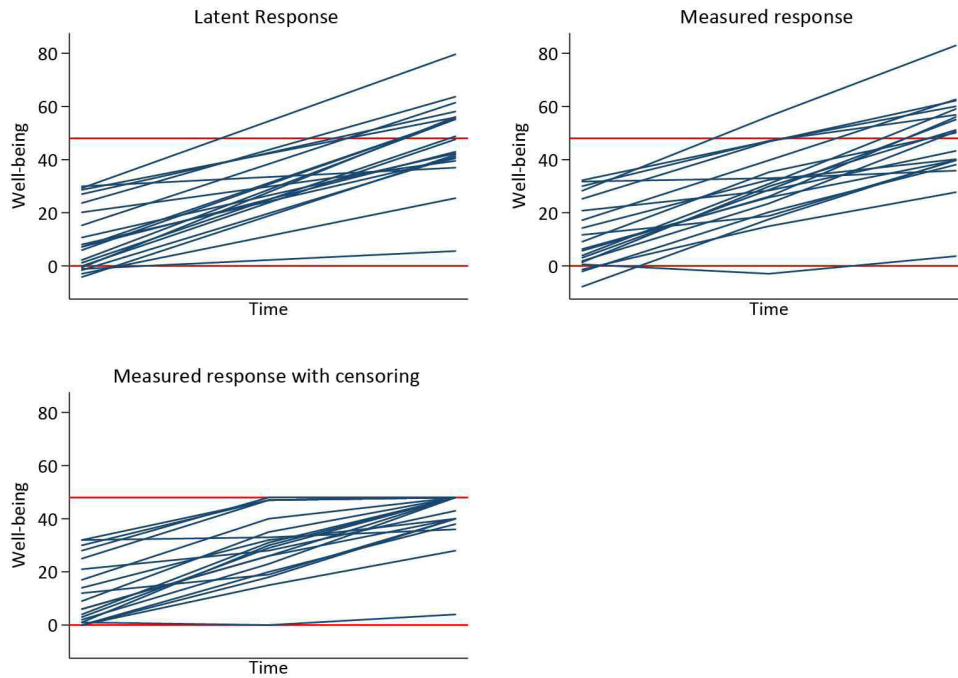 Latent Response
80
60
40
20
0
Well-being
Time
Measured response
80
60
40
20
0
Well-being
Time
Measured response with censoring
80
60
40
20
0
Well-being
Time